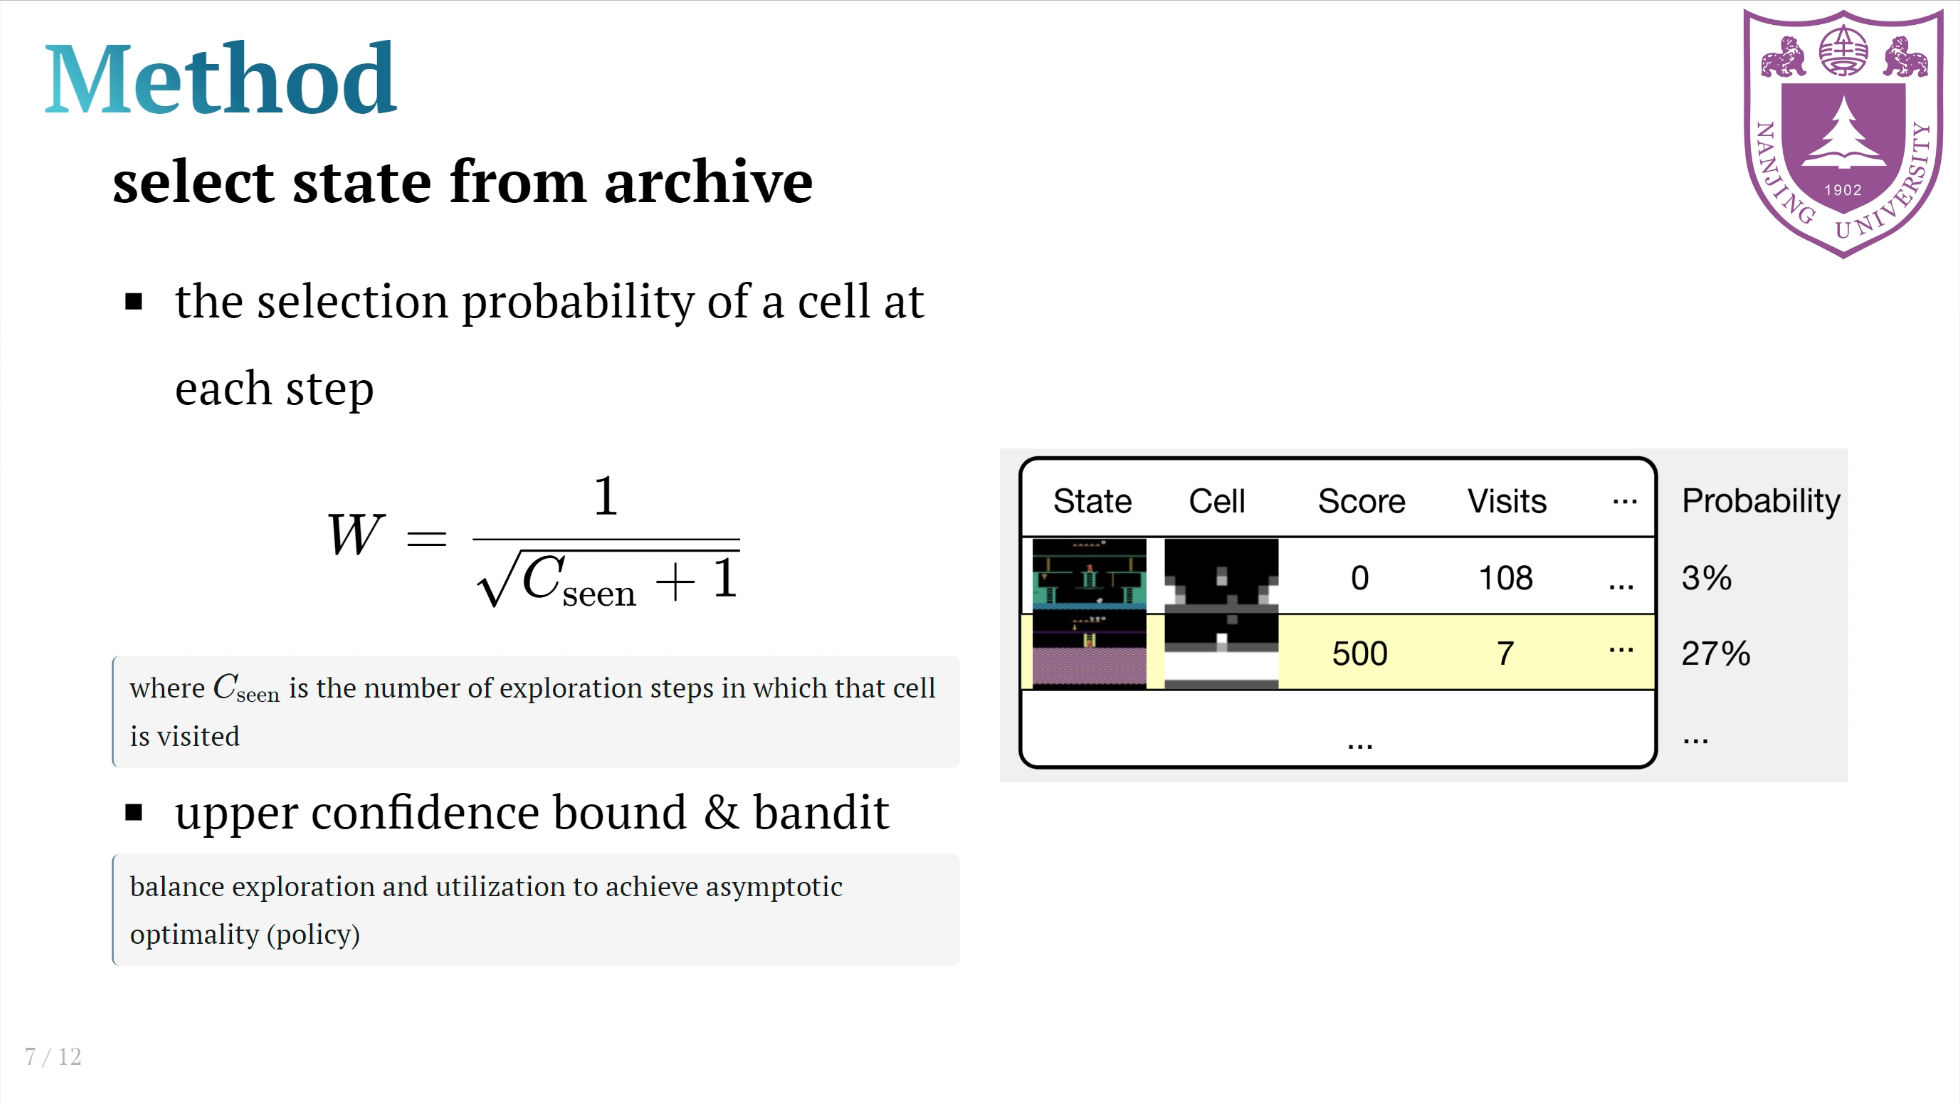 Method
select state from archive
■ the selection probability of a cell at
each step
W = 1 / √(C_seen + 1)
where C_seen is the number of exploration steps in which that cell
is visited
■ upper confidence bound & bandit
balance exploration and utilization to achieve asymptotic
optimality (policy)
State Cell Score Visits ... Probability
0 108 ... 3%
500 7 ... 27%
... ...
NANJING UNIVERSITY
1902
7 / 12